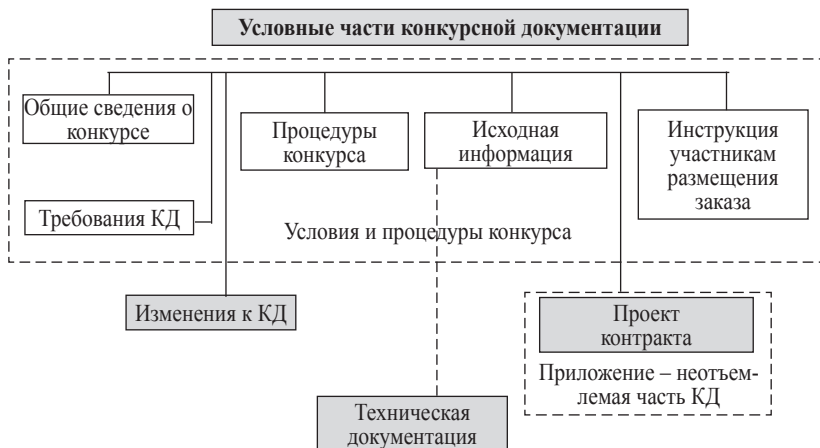 Условные части конкурсной документации
Общие сведения о
конкурсе
Процедуры
конкурса
Исходная
информация
Инструкция
участникам
размещения
заказа
Требования КД
Условия и процедуры конкурса
Изменения к КД
Проект
контракта
Приложение – неотъем-
лемая часть КД
Техническая
документация